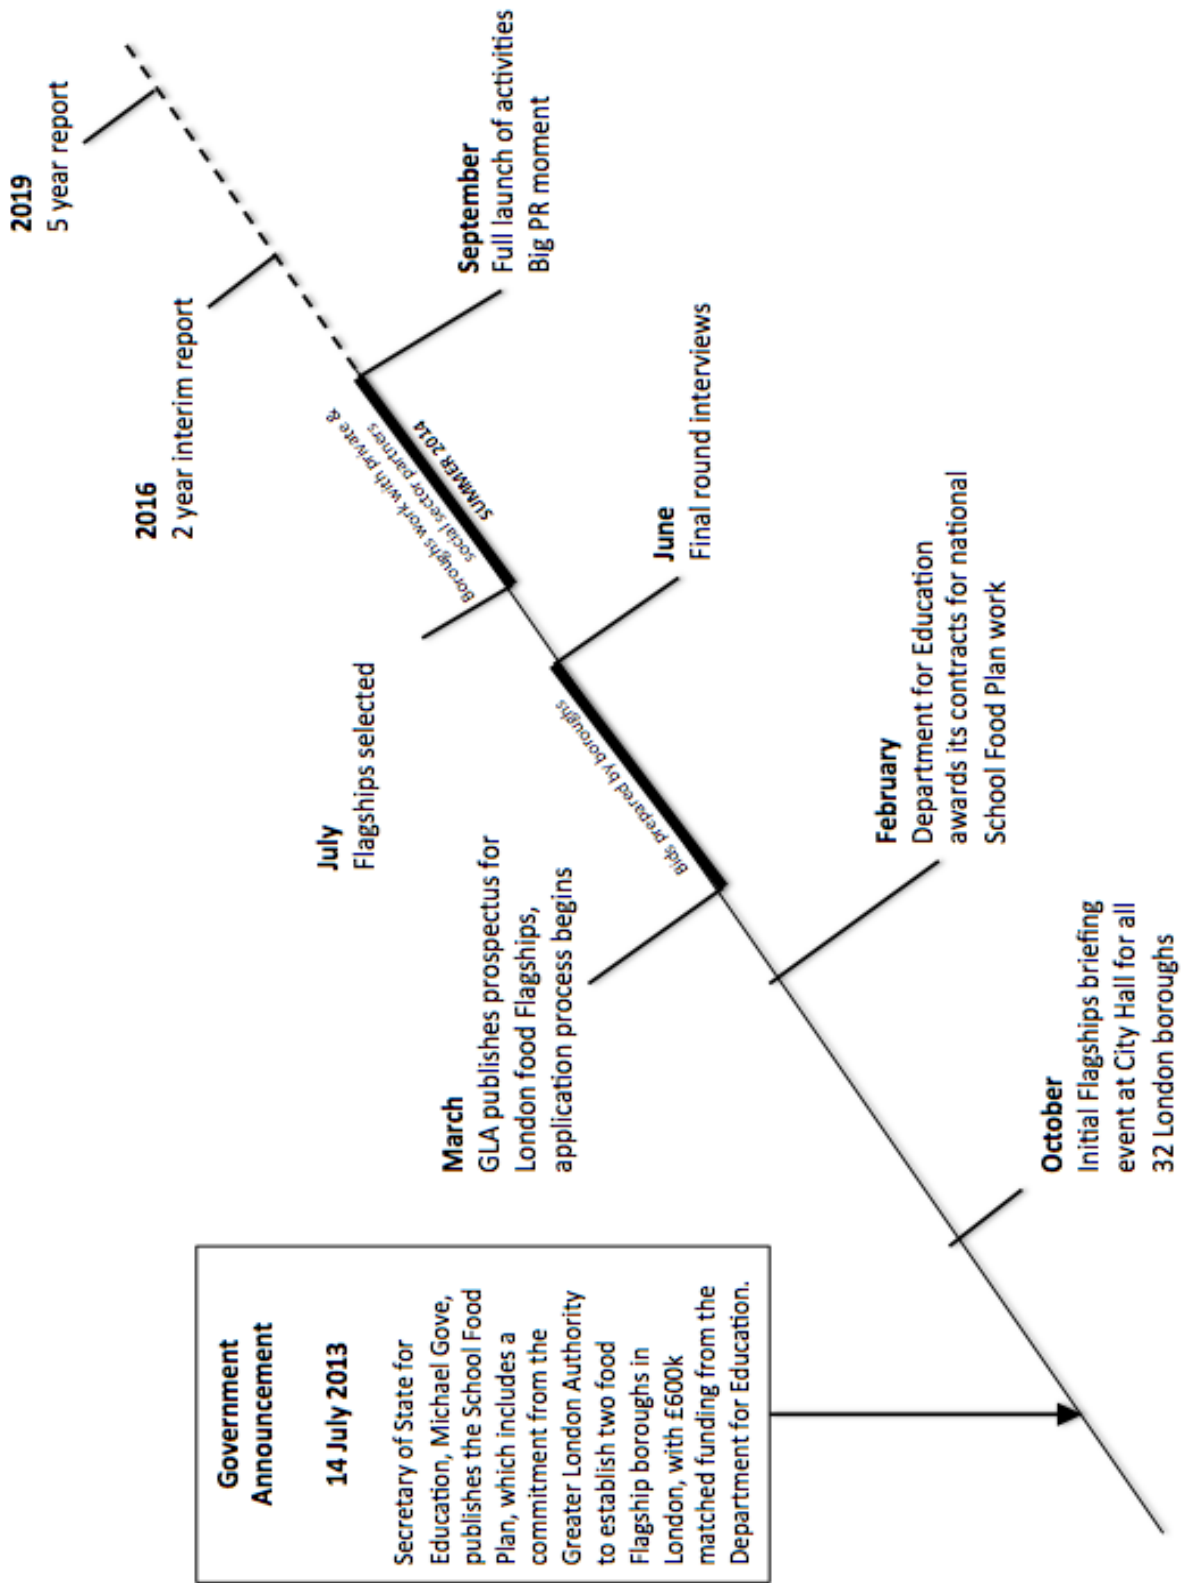 Government
Announcement
14 July 2013
Secretary of State for
Education, Michael Gove,
publishes the School Food
Plan, which includes a
commitment from the
Greater London Authority
to establish two food
Flagship boroughs in
London, with £600k
matched funding from the
Department for Education.
October
Initial Flagships briefing
event at City Hall for all
32 London boroughs
February
Department for Education
awards its contracts for national
School Food Plan work
March
GLA publishes prospectus for
London food Flagships,
application process begins
Bids prepared by boroughs
June
Final round interviews
July
Flagships selected
Boroughs work with private &
social sector partners
SUMMER 2014
September
Full launch of activities
Big PR moment
2016
2 year interim report
2019
5 year report